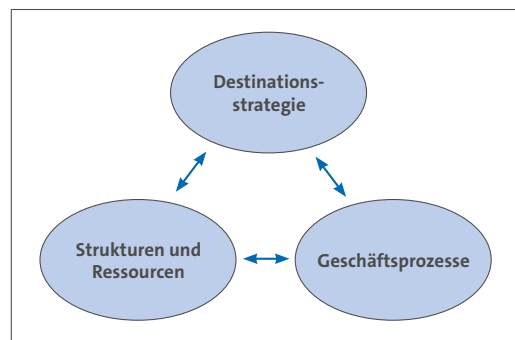 Destinations-
strategie
Strukturen und
Ressourcen
Geschäftsprozesse